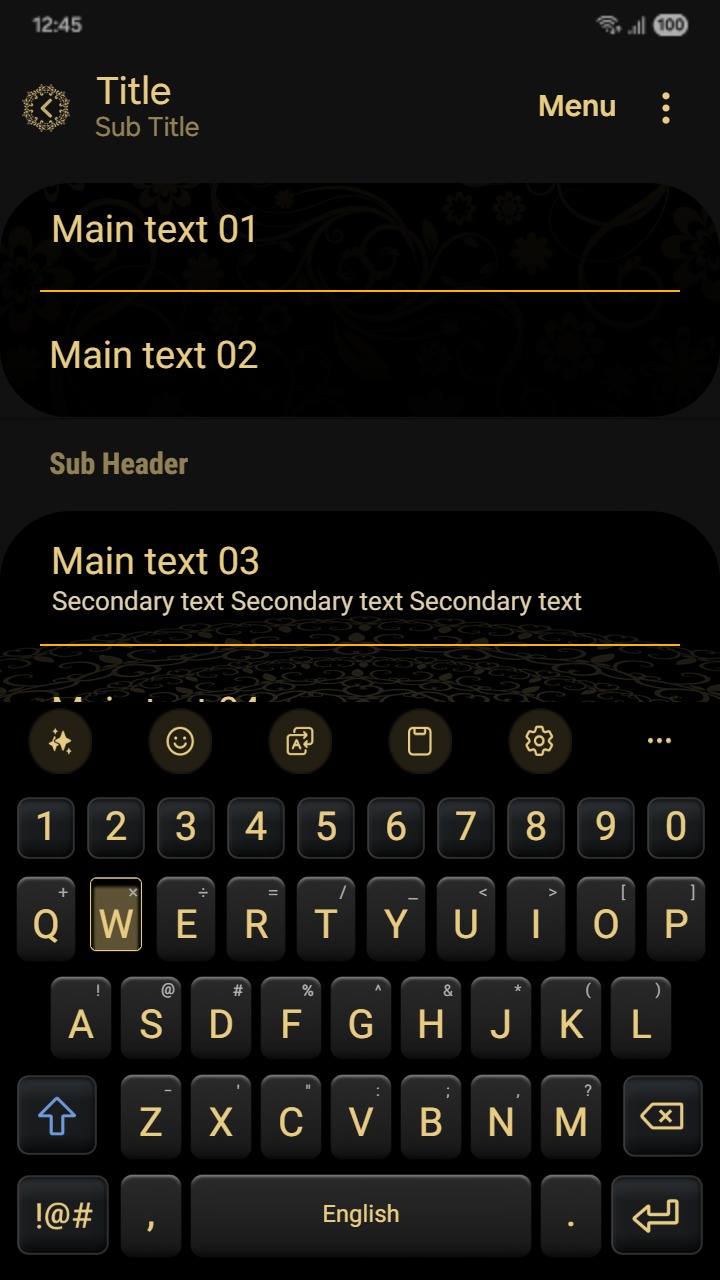 12:45
100
Title
Sub Title
Menu
Main text 01
Main text 02
Sub Header
Main text 03
Secondary text Secondary text Secondary text
1 2 3 4 5 6 7 8 9 0
+ × ÷ = / _ < > [ ]
Q W E R T Y U I O P
! @ # % ^ & * ( )
A S D F G H J K L
- ' " : ; , ?
Z X C V B N M
!@# , English .